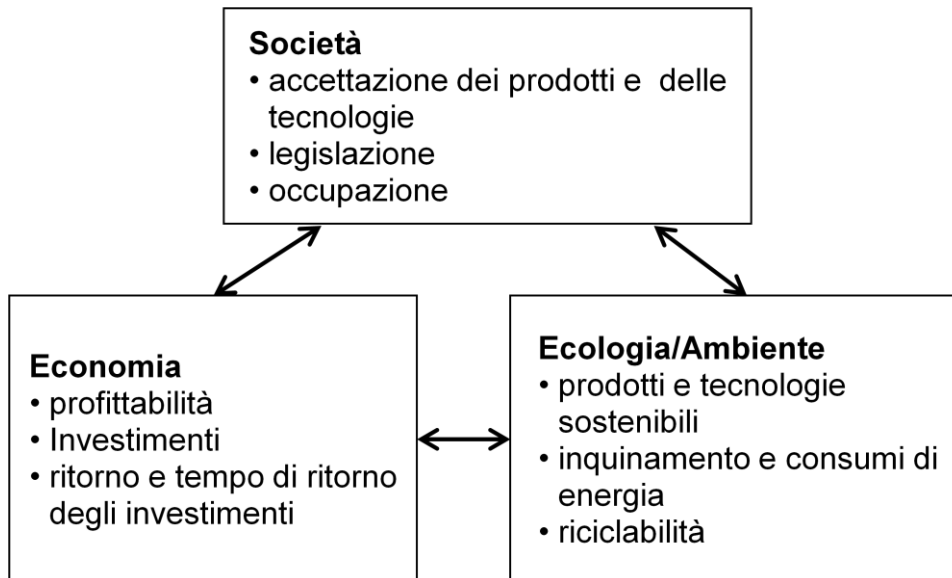 Società
• accettazione dei prodotti e delle
tecnologie
• legislazione
• occupazione
Economia
• profittabilità
• Investimenti
• ritorno e tempo di ritorno
degli investimenti
Ecologia/Ambiente
• prodotti e tecnologie
sostenibili
• inquinamento e consumi di
energia
• riciclabilità